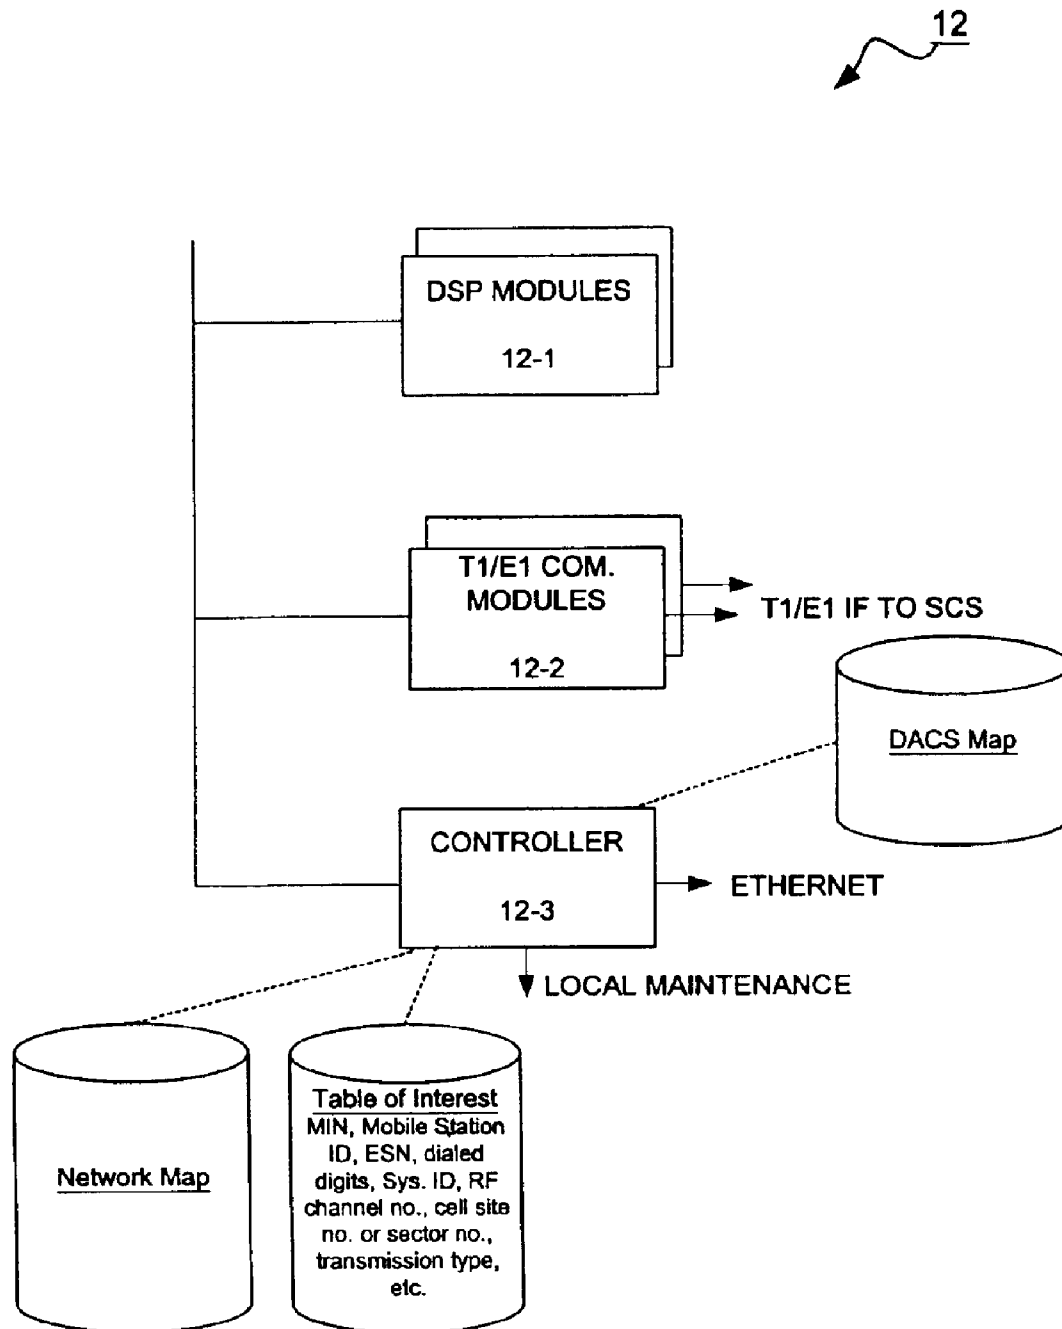 12
DSP MODULES
12-1
T1/E1 COM.
MODULES
12-2
T1/E1 IF TO SCS
DACS Map
CONTROLLER
12-3
ETHERNET
LOCAL MAINTENANCE
Network Map
Table of Interest
MIN, Mobile Station
ID, ESN, dialed
digits, Sys. ID, RF
channel no., cell site
no. or sector no.,
transmission type,
etc.